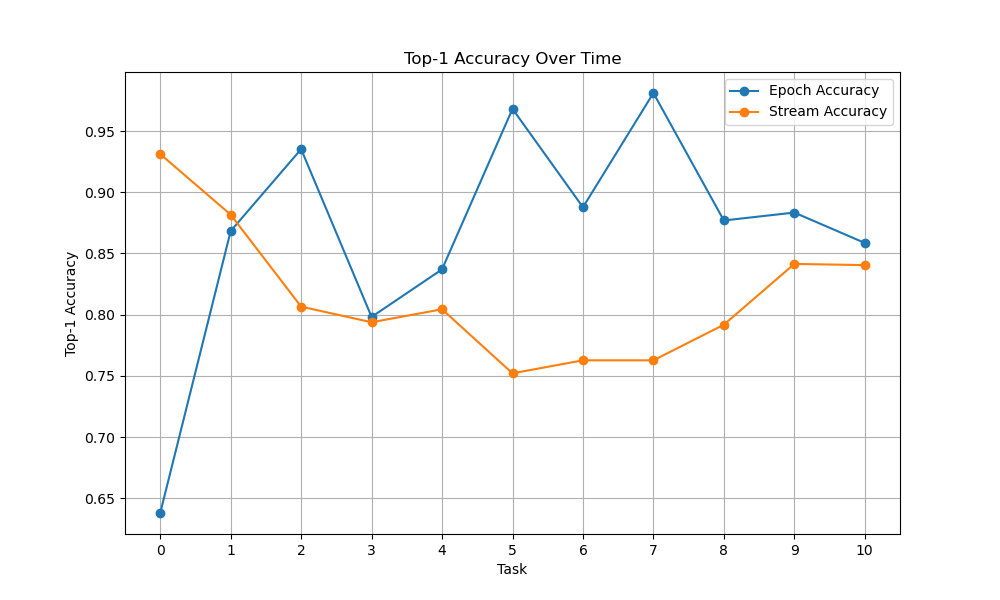 Top-1 Accuracy Over Time
Epoch Accuracy
Stream Accuracy
Top-1 Accuracy
0.95
0.90
0.85
0.80
0.75
0.70
0.65
0 1 2 3 4 5 6 7 8 9 10
Task